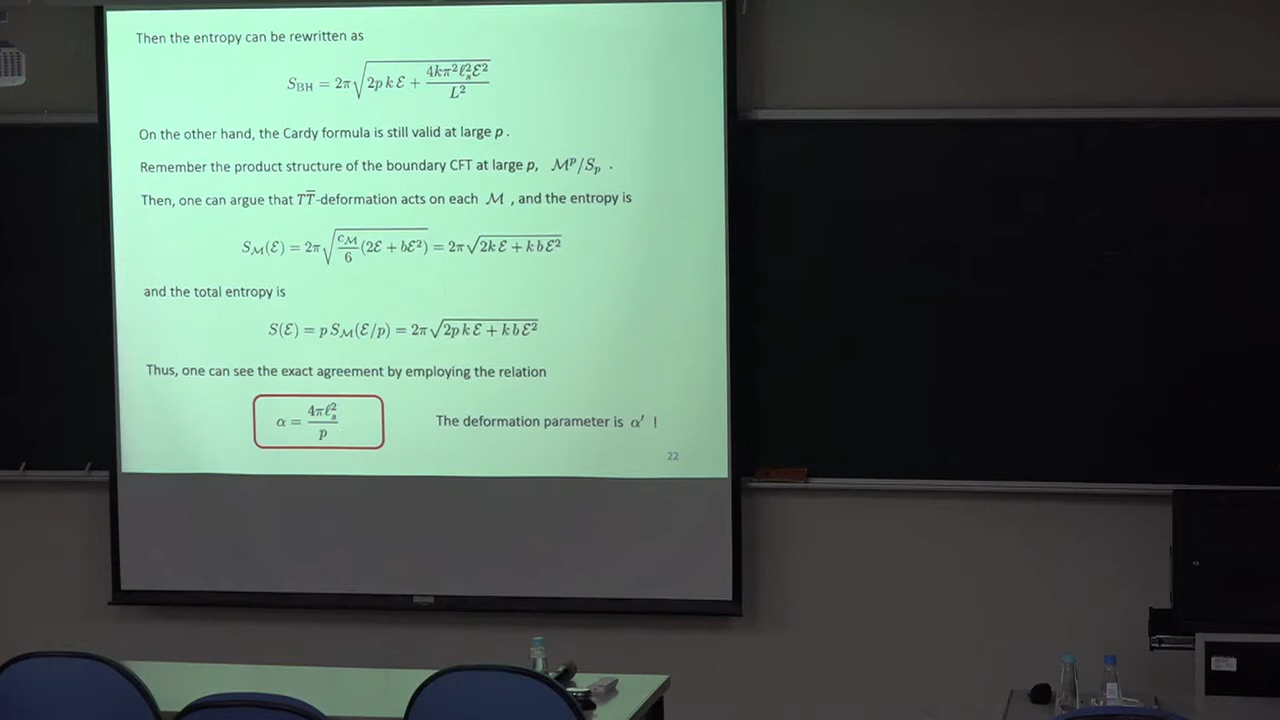 Then the entropy can be rewritten as
$S_{\rm BH} = 2\pi\sqrt{2p\,k\,\mathcal{E} + \frac{4k\pi^2\ell_s^2\mathcal{E}^2}{L^2}}$
On the other hand, the Cardy formula is still valid at large p .
Remember the product structure of the boundary CFT at large p, $\mathcal{M}^p/S_p$ .
Then, one can argue that $T\overline{T}$-deformation acts on each $\mathcal{M}$ , and the entropy is
$S_{\mathcal{M}}(\mathcal{E}) = 2\pi\sqrt{\frac{c_{\mathcal{M}}}{6}(2\mathcal{E} + b\mathcal{E}^2)} = 2\pi\sqrt{2k\,\mathcal{E} + k\,b\,\mathcal{E}^2}$
and the total entropy is
$S(\mathcal{E}) = p\,S_{\mathcal{M}}(\mathcal{E}/p) = 2\pi\sqrt{2p\,k\,\mathcal{E} + k\,b\,\mathcal{E}^2}$
Thus, one can see the exact agreement by employing the relation
$\alpha = \frac{4\pi\ell_s^2}{p}$ The deformation parameter is $\alpha'$ !
22